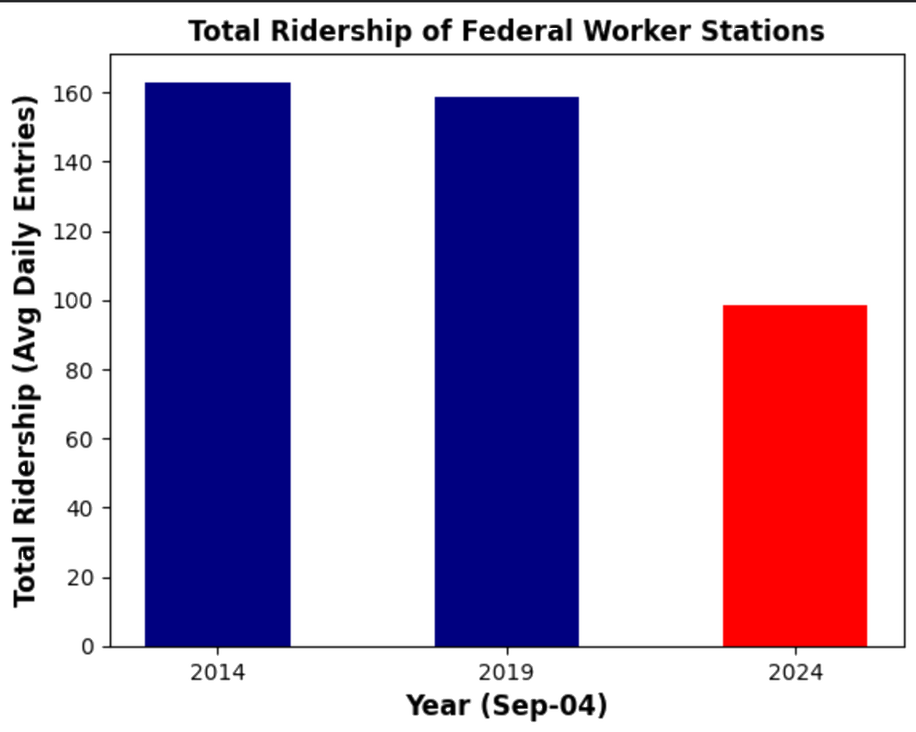 Total Ridership of Federal Worker Stations
Total Ridership (Avg Daily Entries)
160
140
120
100
80
60
40
20
0
2014 2019 2024
Year (Sep-04)